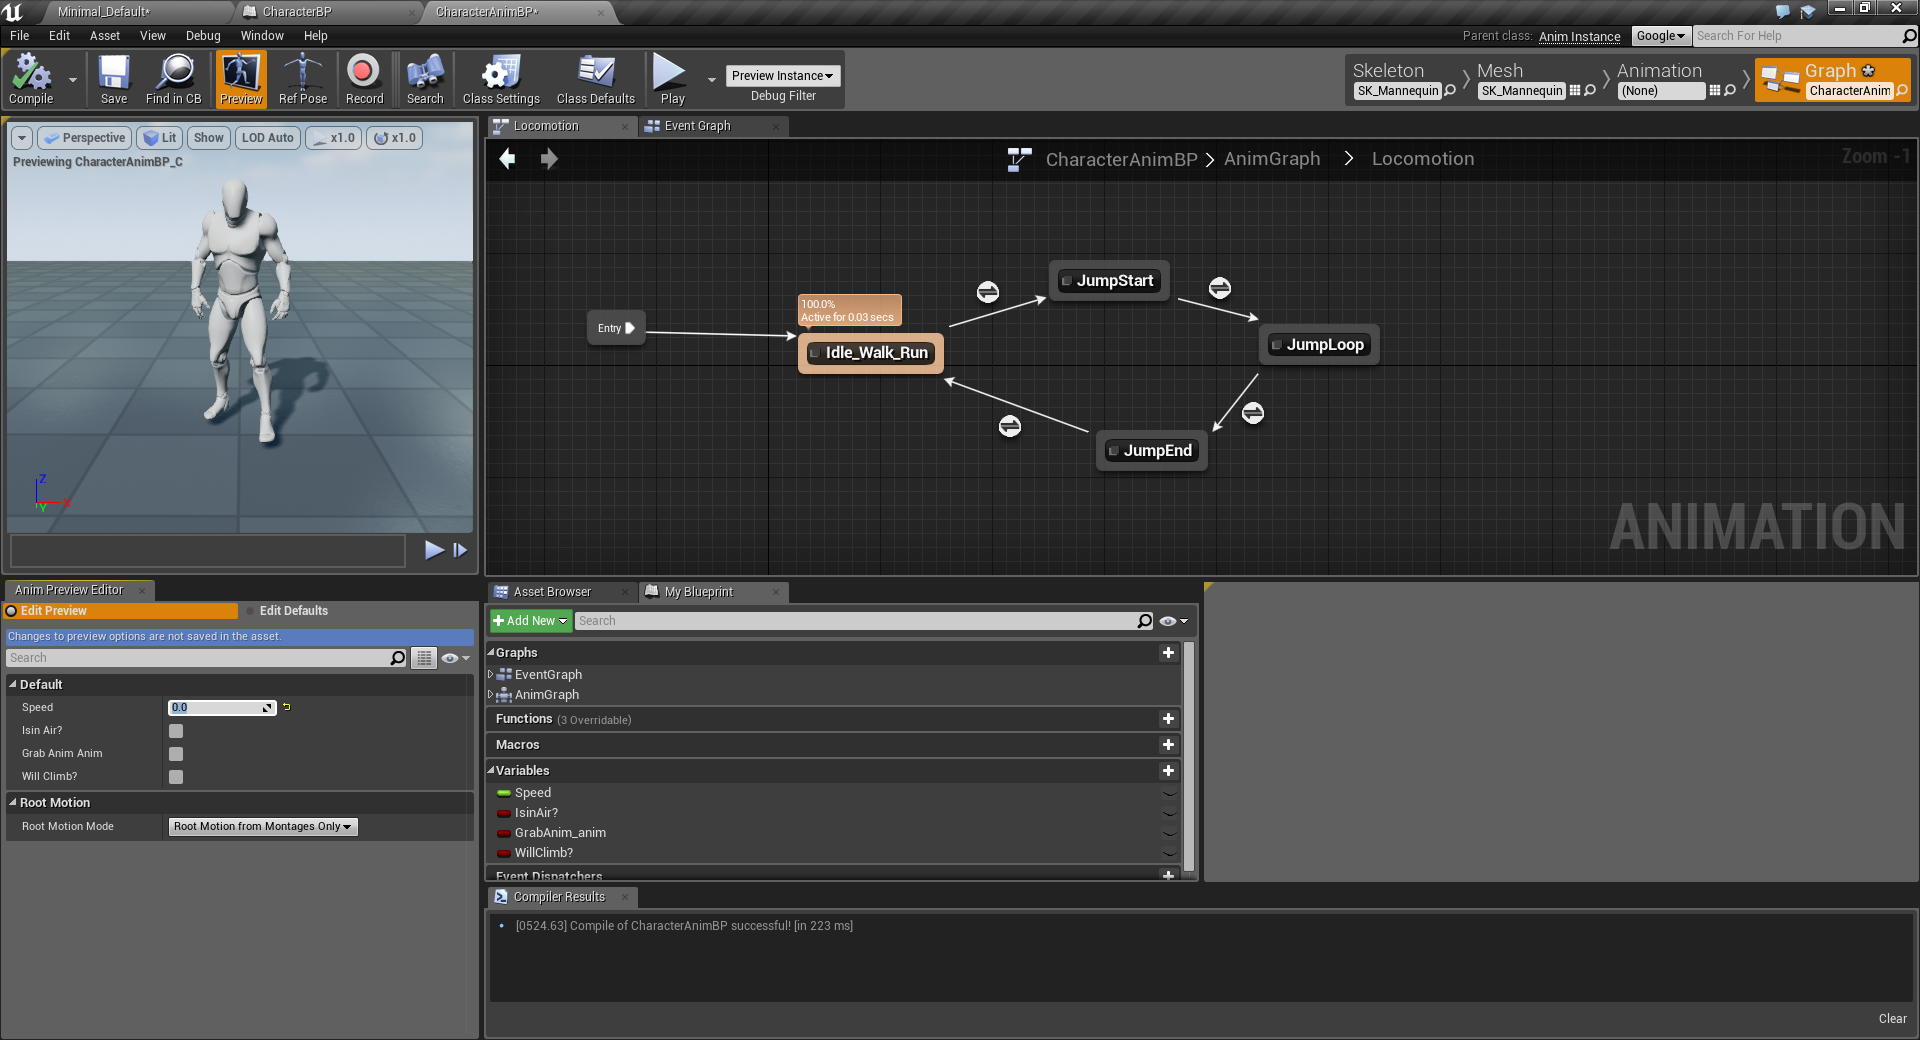 Minimal_Default*
CharacterBP
CharacterAnimBP*
File Edit Asset View Debug Window Help
Parent class: Anim Instance
Google
Search For Help
Compile
Save
Find in CB
Preview
Ref Pose
Record
Search
Class Settings
Class Defaults
Play
Preview Instance
Debug Filter
Skeleton
SK_Mannequin
Mesh
SK_Mannequin
Animation
(None)
Graph
CharacterAnim
Perspective
Lit
Show
LOD Auto
x1.0
x1.0
Previewing CharacterAnimBP_C
Z
X
Y
Locomotion
Event Graph
CharacterAnimBP > AnimGraph > Locomotion
Zoom -1
Entry
100.0%
Active for 0.03 secs
Idle_Walk_Run
JumpStart
JumpLoop
JumpEnd
ANIMATION
Anim Preview Editor
Edit Preview
Edit Defaults
Changes to preview options are not saved in the asset.
Search
Default
Speed
0.0
Isin Air?
Grab Anim Anim
Will Climb?
Root Motion
Root Motion Mode
Root Motion from Montages Only
Asset Browser
My Blueprint
Add New
Search
Graphs
EventGraph
AnimGraph
Functions (3 Overridable)
Macros
Variables
Speed
IsinAir?
GrabAnim_anim
WillClimb?
Event Dispatchers
Compiler Results
[0524.63] Compile of CharacterAnimBP successful! [in 223 ms]
Clear